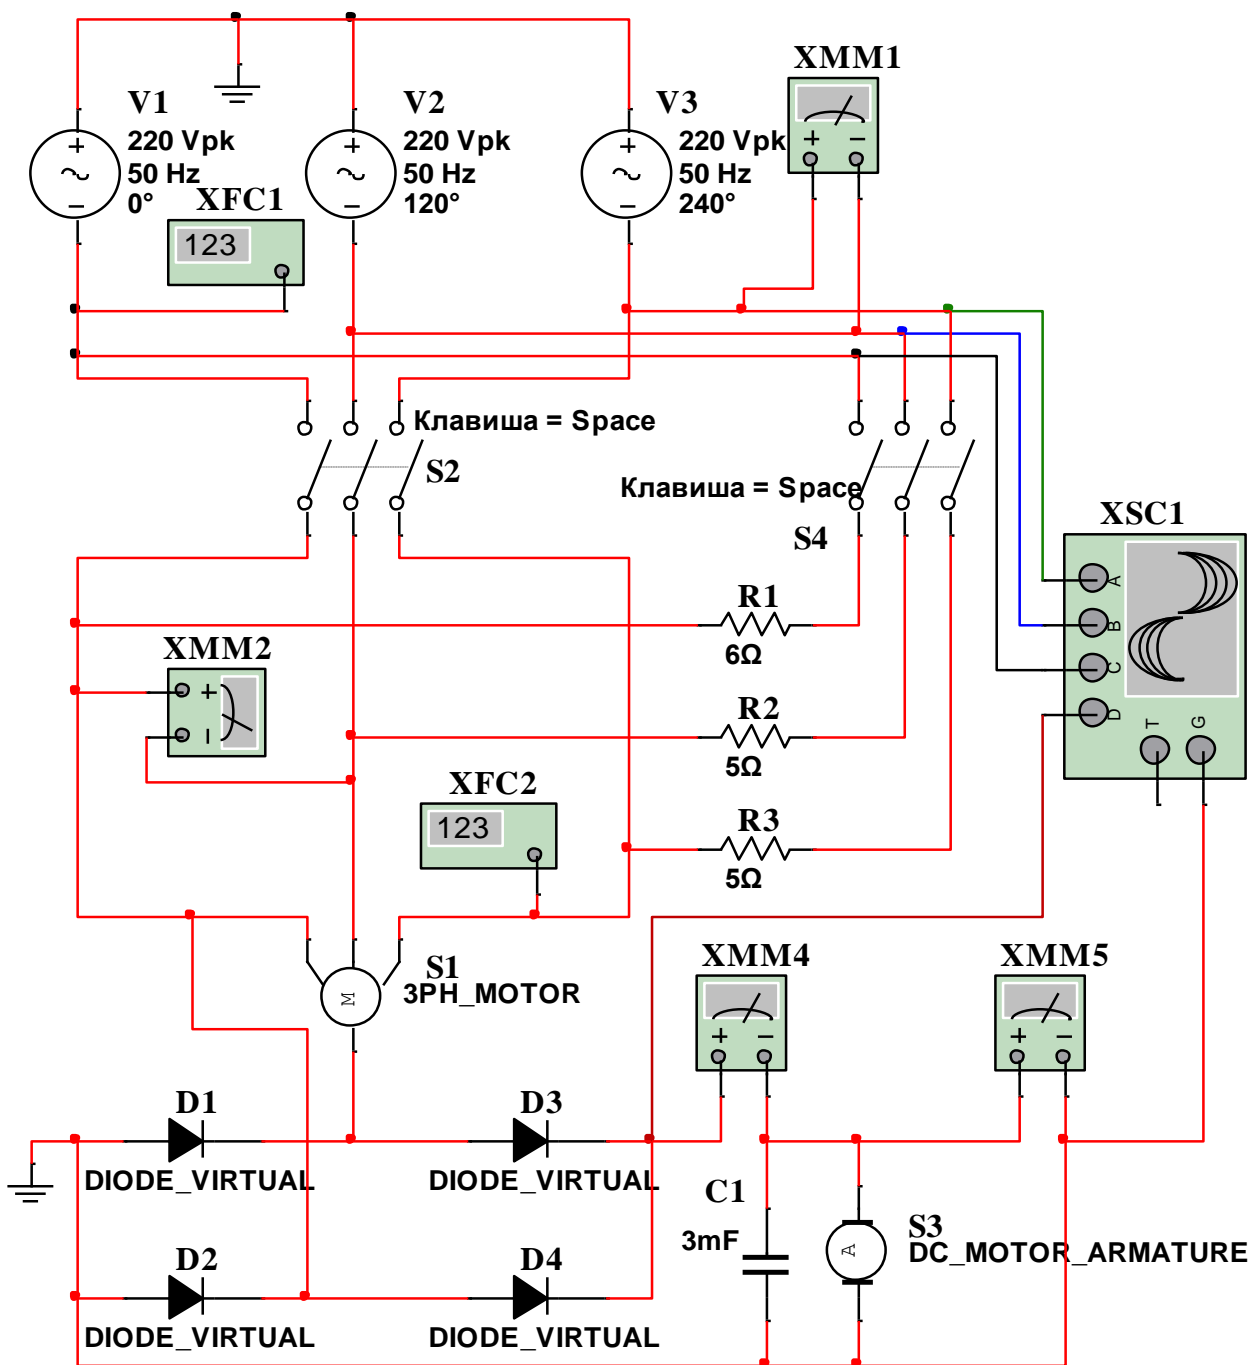 XMM1
V1
V2
V3
220 Vpk
50 Hz
0°
220 Vpk
50 Hz
120°
220 Vpk
50 Hz
240°
+ −
XFC1
123
Клавиша = Space
S2
Клавиша = Space
S4
XSC1
A
B
C
D
T
G
R1
6Ω
XMM2
+
−
R2
5Ω
XFC2
123
R3
5Ω
S1
3PH_MOTOR
M
XMM4
+ −
XMM5
+ −
D1
DIODE_VIRTUAL
D3
DIODE_VIRTUAL
C1
3mF
S3
DC_MOTOR_ARMATURE
A
D2
DIODE_VIRTUAL
D4
DIODE_VIRTUAL